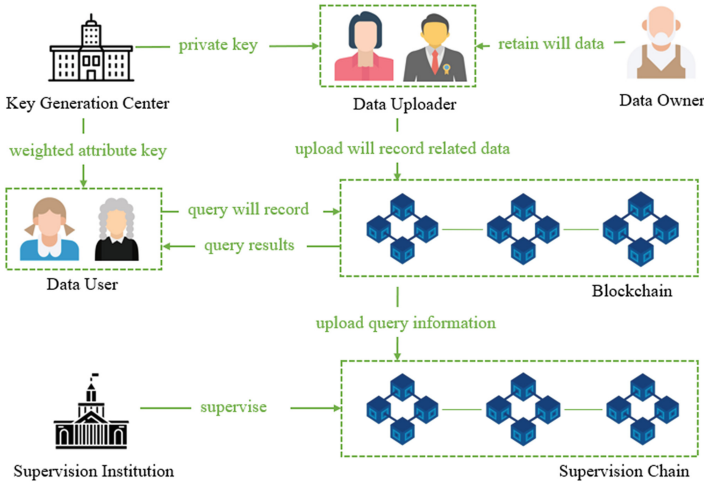 private key
retain will data
Key Generation Center
Data Uploader
Data Owner
weighted attribute key
upload will record related data
query will record
query results
Data User
Blockchain
upload query information
supervise
Supervision Institution
Supervision Chain